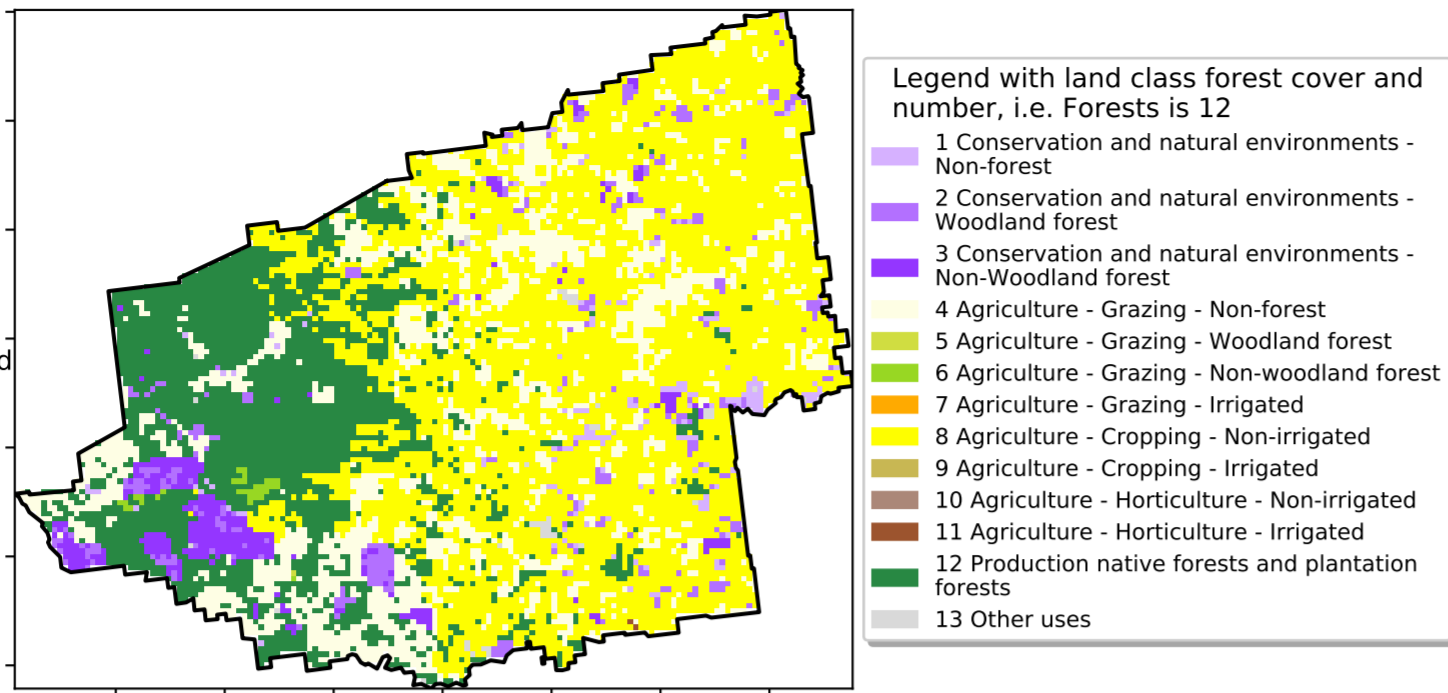 d
Legend with land class forest cover and
number, i.e. Forests is 12
1 Conservation and natural environments -
Non-forest
2 Conservation and natural environments -
Woodland forest
3 Conservation and natural environments -
Non-Woodland forest
4 Agriculture - Grazing - Non-forest
5 Agriculture - Grazing - Woodland forest
6 Agriculture - Grazing - Non-woodland forest
7 Agriculture - Grazing - Irrigated
8 Agriculture - Cropping - Non-irrigated
9 Agriculture - Cropping - Irrigated
10 Agriculture - Horticulture - Non-irrigated
11 Agriculture - Horticulture - Irrigated
12 Production native forests and plantation
forests
13 Other uses